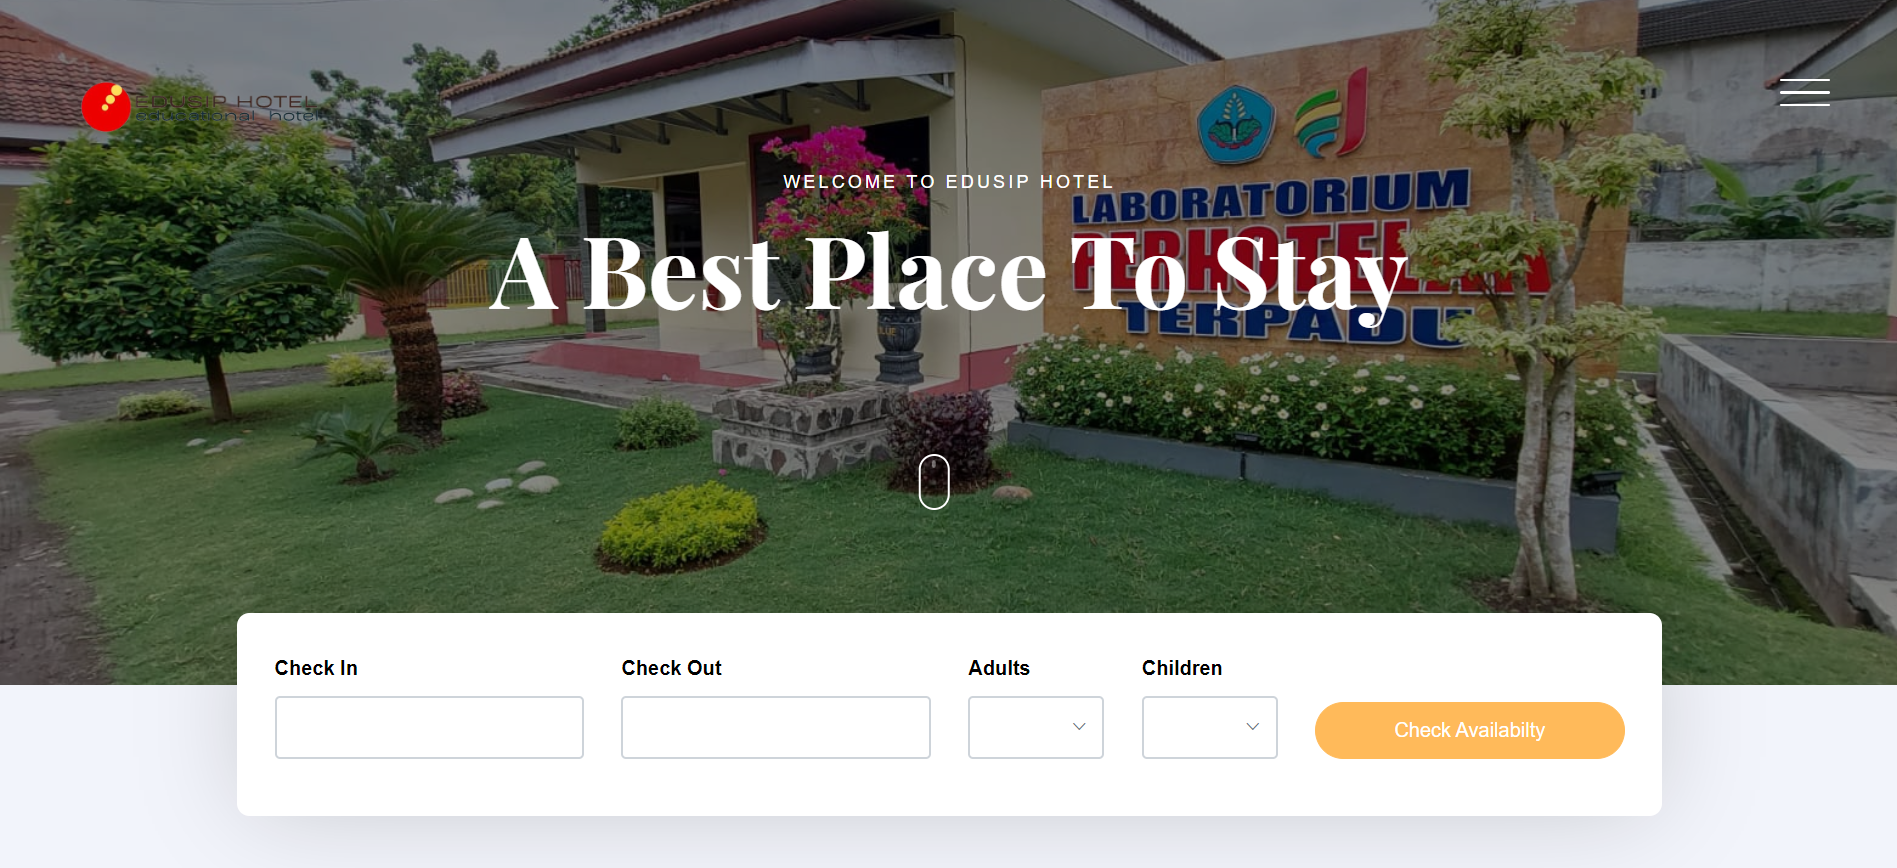 EDUSIP HOTEL
educational hotel
WELCOME TO EDUSIP HOTEL
A Best Place To Stay
LABORATORIUM
PERHOTELAN
TERPADU
Check In
Check Out
Adults
Children
Check Availabilty